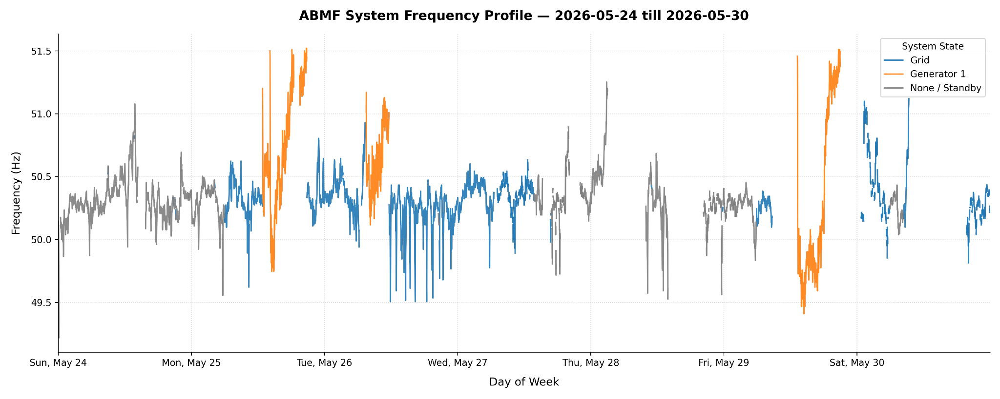 ABMF System Frequency Profile — 2026-05-24 till 2026-05-30
System State
Grid
Generator 1
None / Standby
Frequency (Hz)
51.5
51.0
50.5
50.0
49.5
Sun, May 24
Mon, May 25
Tue, May 26
Wed, May 27
Thu, May 28
Fri, May 29
Sat, May 30
Day of Week